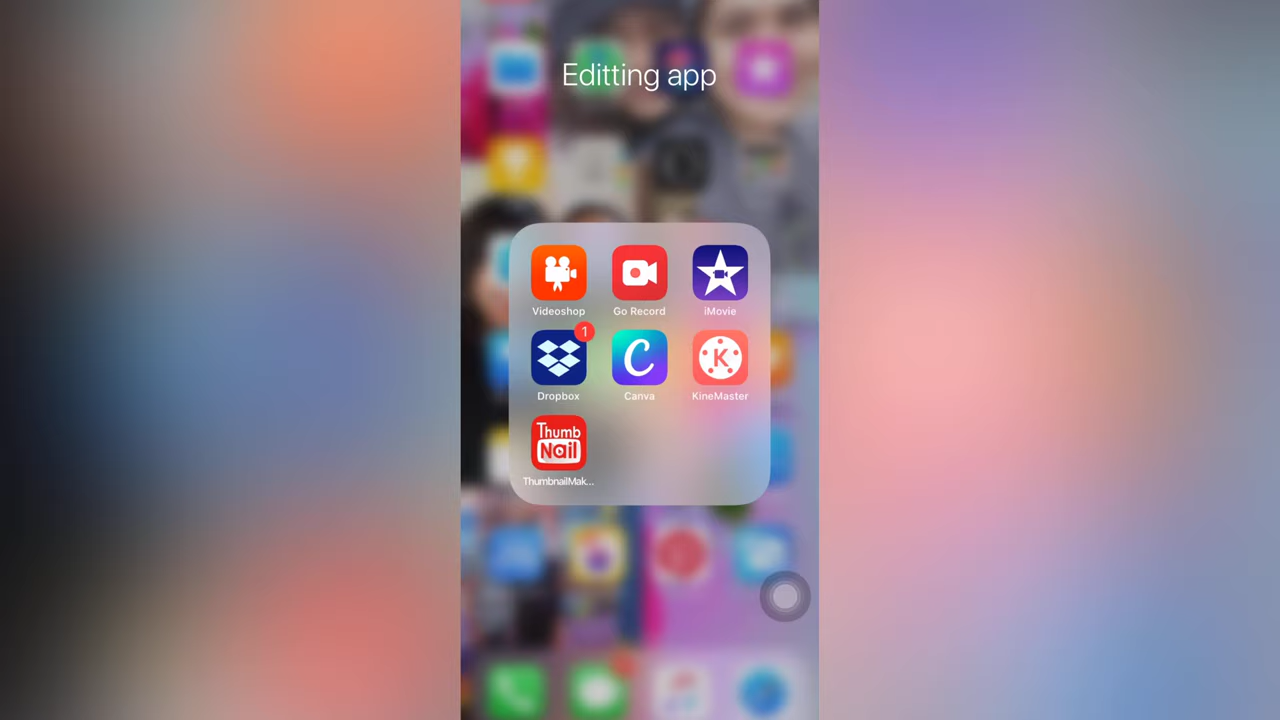 Editting app
Videoshop
Go Record
iMovie
1
Dropbox
C
Canva
K
KineMaster
Thumb
Nail
ThumbnailMak...